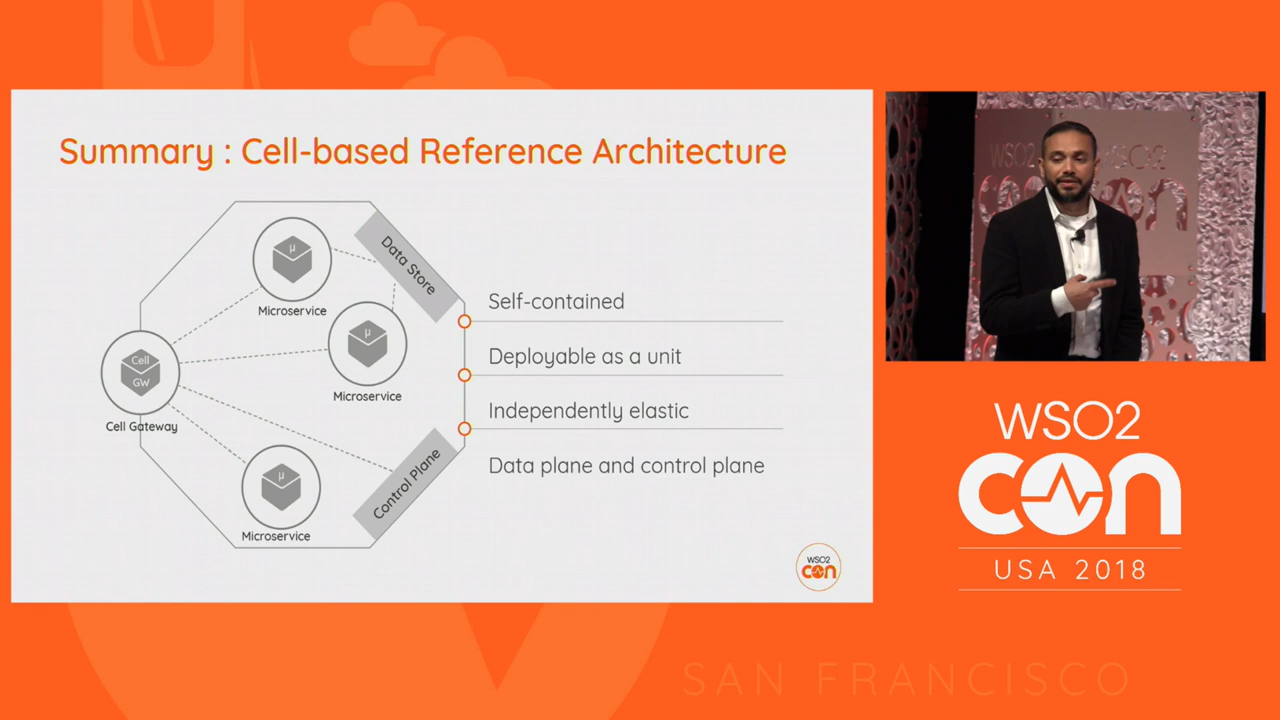 Summary : Cell-based Reference Architecture
µ
Microservice
Data Store
µ
Microservice
Cell
GW
Cell Gateway
µ
Microservice
Control Plane
Self-contained
Deployable as a unit
Independently elastic
Data plane and control plane
WSO2
con
WSO2
con
USA 2018
SAN FRANCISCO